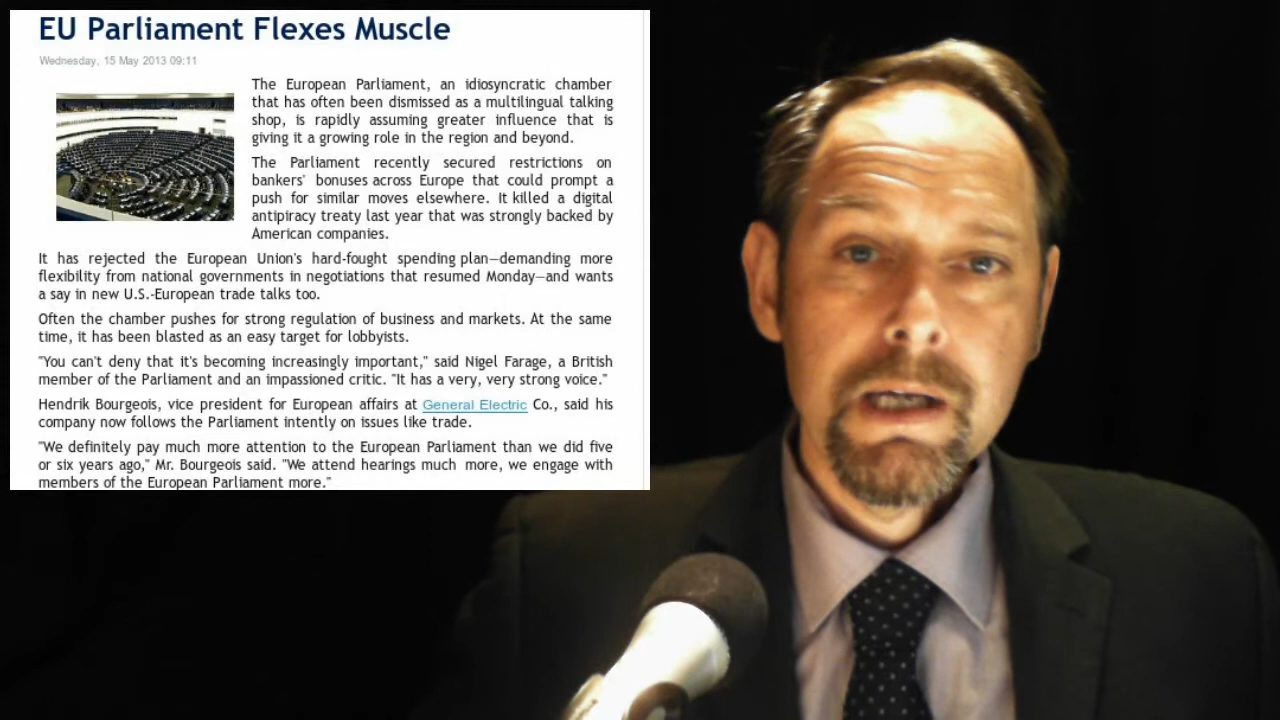 EU Parliament Flexes Muscle
Wednesday, 15 May 2013 09:11
The European Parliament, an idiosyncratic chamber
that has often been dismissed as a multilingual talking
shop, is rapidly assuming greater influence that is
giving it a growing role in the region and beyond.
The Parliament recently secured restrictions on
bankers' bonuses across Europe that could prompt a
push for similar moves elsewhere. It killed a digital
antipiracy treaty last year that was strongly backed by
American companies.
It has rejected the European Union's hard-fought spending plan—demanding more
flexibility from national governments in negotiations that resumed Monday—and wants
a say in new U.S.-European trade talks too.
Often the chamber pushes for strong regulation of business and markets. At the same
time, it has been blasted as an easy target for lobbyists.
"You can't deny that it's becoming increasingly important," said Nigel Farage, a British
member of the Parliament and an impassioned critic. "It has a very, very strong voice."
Hendrik Bourgeois, vice president for European affairs at General Electric Co., said his
company now follows the Parliament intently on issues like trade.
"We definitely pay much more attention to the European Parliament than we did five
or six years ago," Mr. Bourgeois said. "We attend hearings much more, we engage with
members of the European Parliament more."